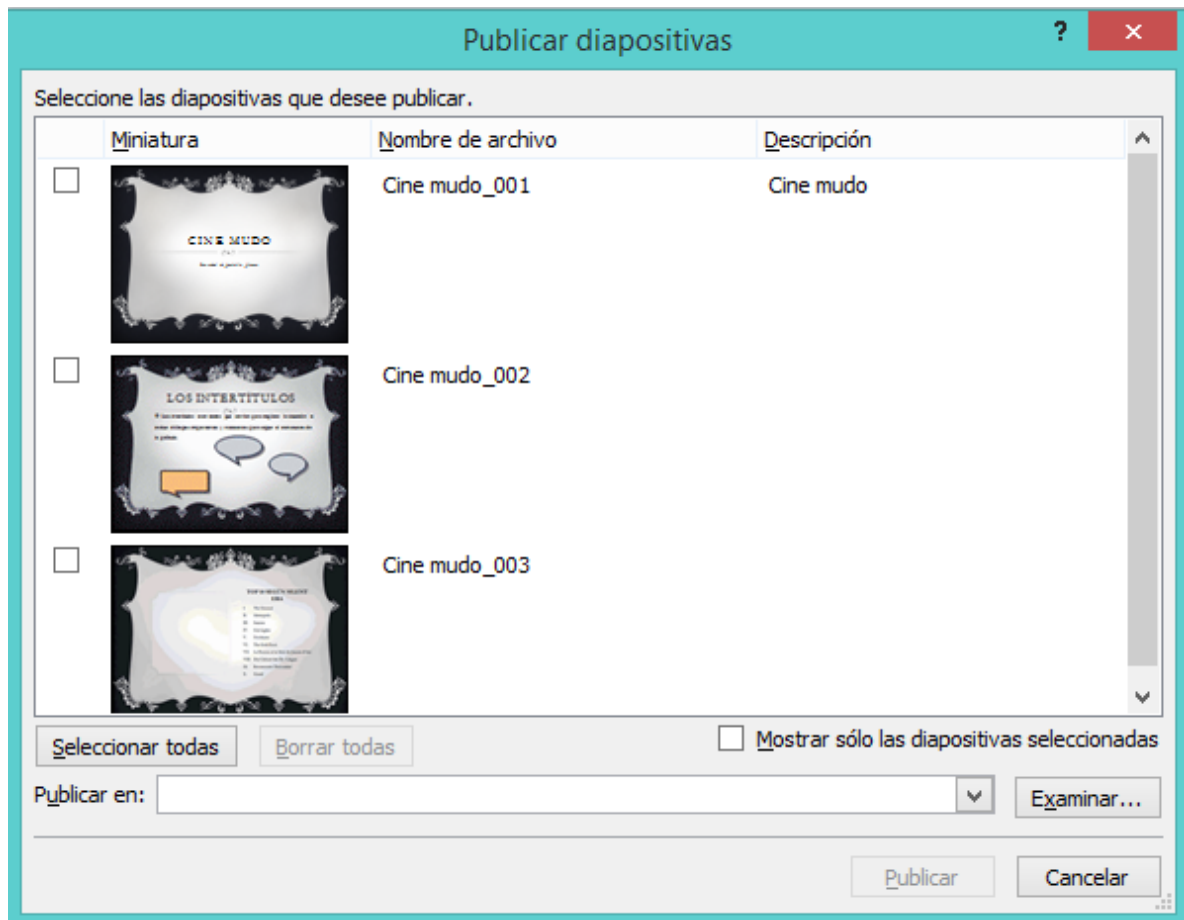 Publicar diapositivas
?
Seleccione las diapositivas que desee publicar.
Miniatura Nombre de archivo Descripción
CINE MUDO
Cine mudo_001 Cine mudo
LOS INTERTITULOS
Cine mudo_002
Cine mudo_003
Seleccionar todas Borrar todas Mostrar sólo las diapositivas seleccionadas
Publicar en: Examinar...
Publicar Cancelar